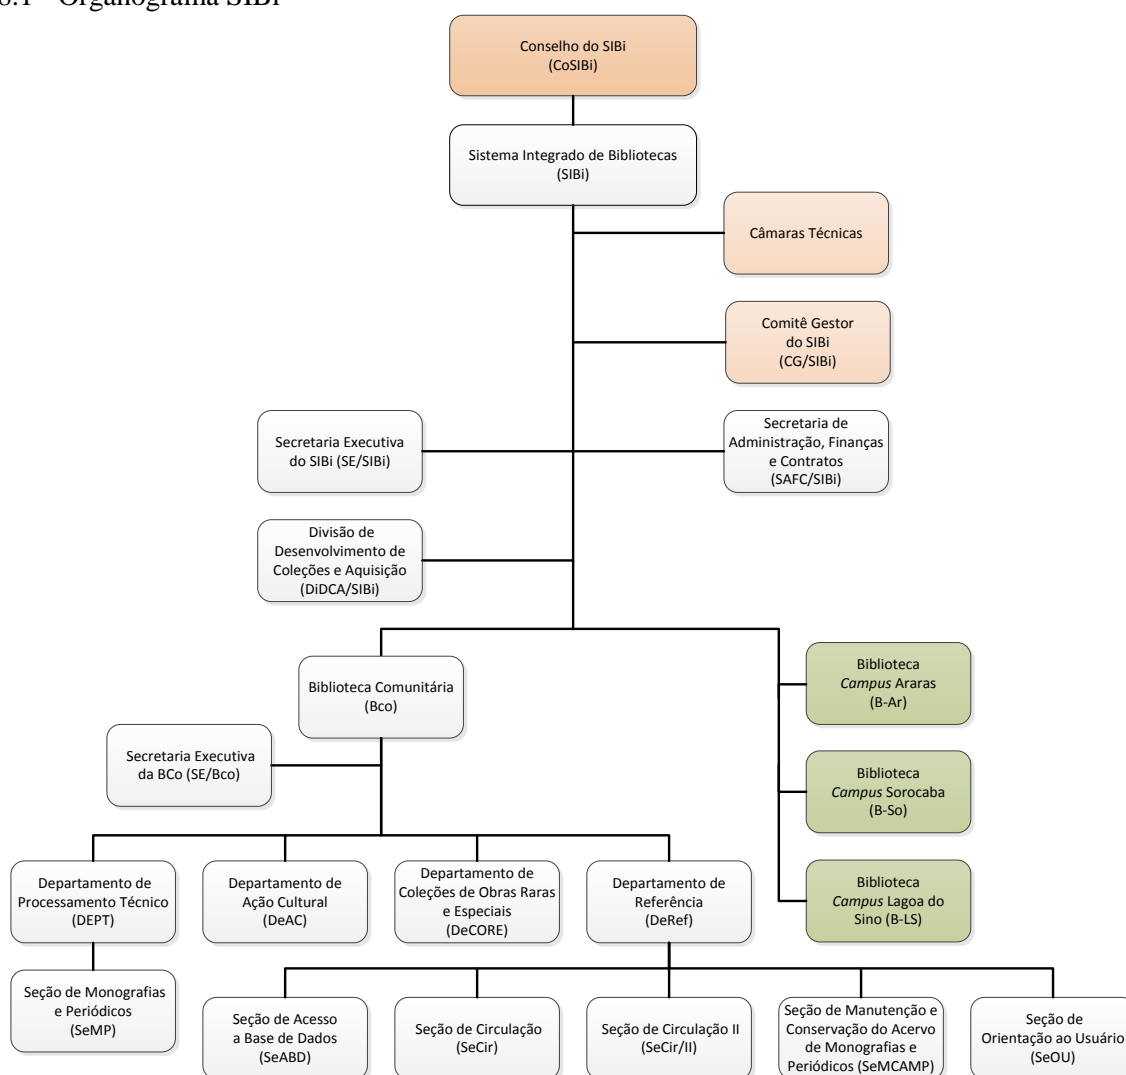 8.1 - Organograma SIBi
Conselho do SIBi
(CoSIBi)
Sistema Integrado de Bibliotecas
(SIBi)
Câmaras Técnicas
Comitê Gestor
do SIBi
(CG/SIBi)
Secretaria Executiva
do SIBi (SE/SIBi)
Secretaria de
Administração, Finanças
e Contratos
(SAFC/SIBi)
Divisão de
Desenvolvimento de
Coleções e Aquisição
(DiDCA/SIBi)
Biblioteca Comunitária
(Bco)
Biblioteca
Campus Araras
(B-Ar)
Secretaria Executiva
da BCo (SE/Bco)
Biblioteca
Campus Sorocaba
(B-So)
Biblioteca
Campus Lagoa do
Sino (B-LS)
Departamento de
Processamento Técnico
(DEPT)
Departamento de
Ação Cultural
(DeAC)
Departamento de
Coleções de Obras Raras
e Especiais
(DeCORE)
Departamento de
Referência
(DeRef)
Seção de Monografias
e Periódicos
(SeMP)
Seção de Acesso
a Base de Dados
(SeABD)
Seção de Circulação
(SeCir)
Seção de Circulação II
(SeCir/II)
Seção de Manutenção e
Conservação do Acervo
de Monografias e
Periódicos (SeMCAMP)
Seção de
Orientação ao Usuário
(SeOU)